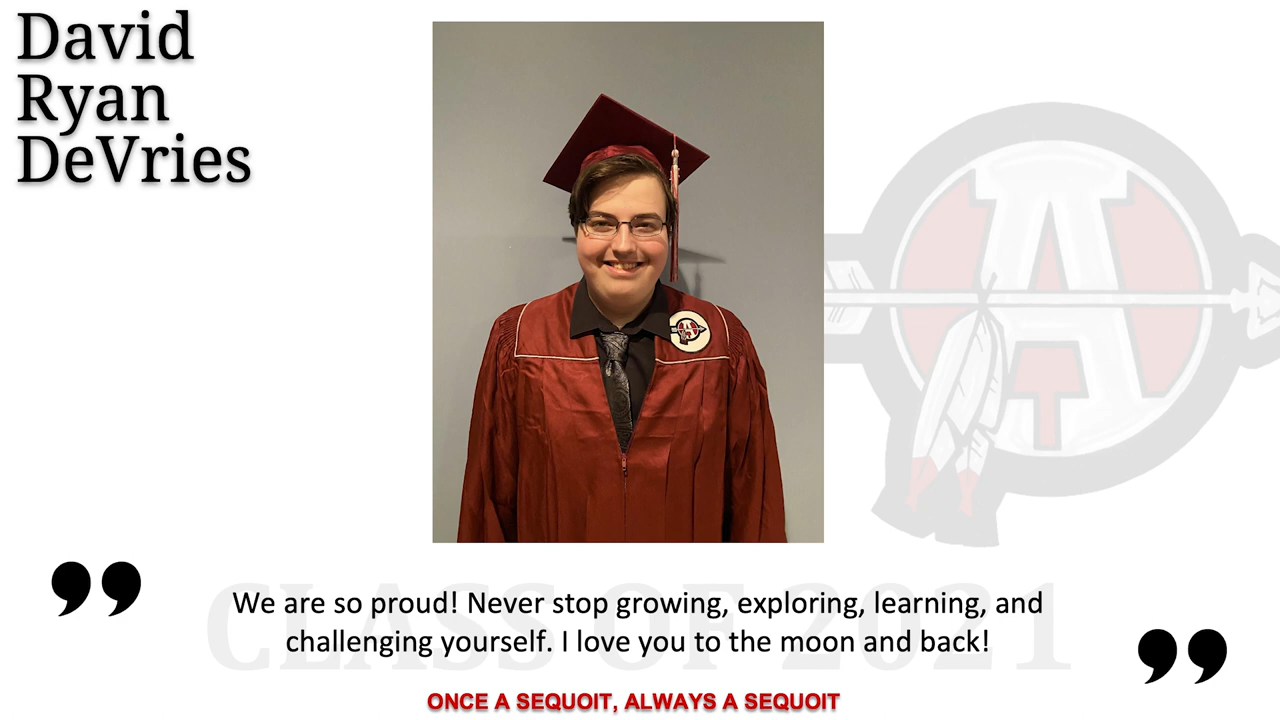 David
Ryan
DeVries
A
A
CLASS OF 2021
We are so proud! Never stop growing, exploring, learning, and
challenging yourself. I love you to the moon and back!
ONCE A SEQUOIT, ALWAYS A SEQUOIT